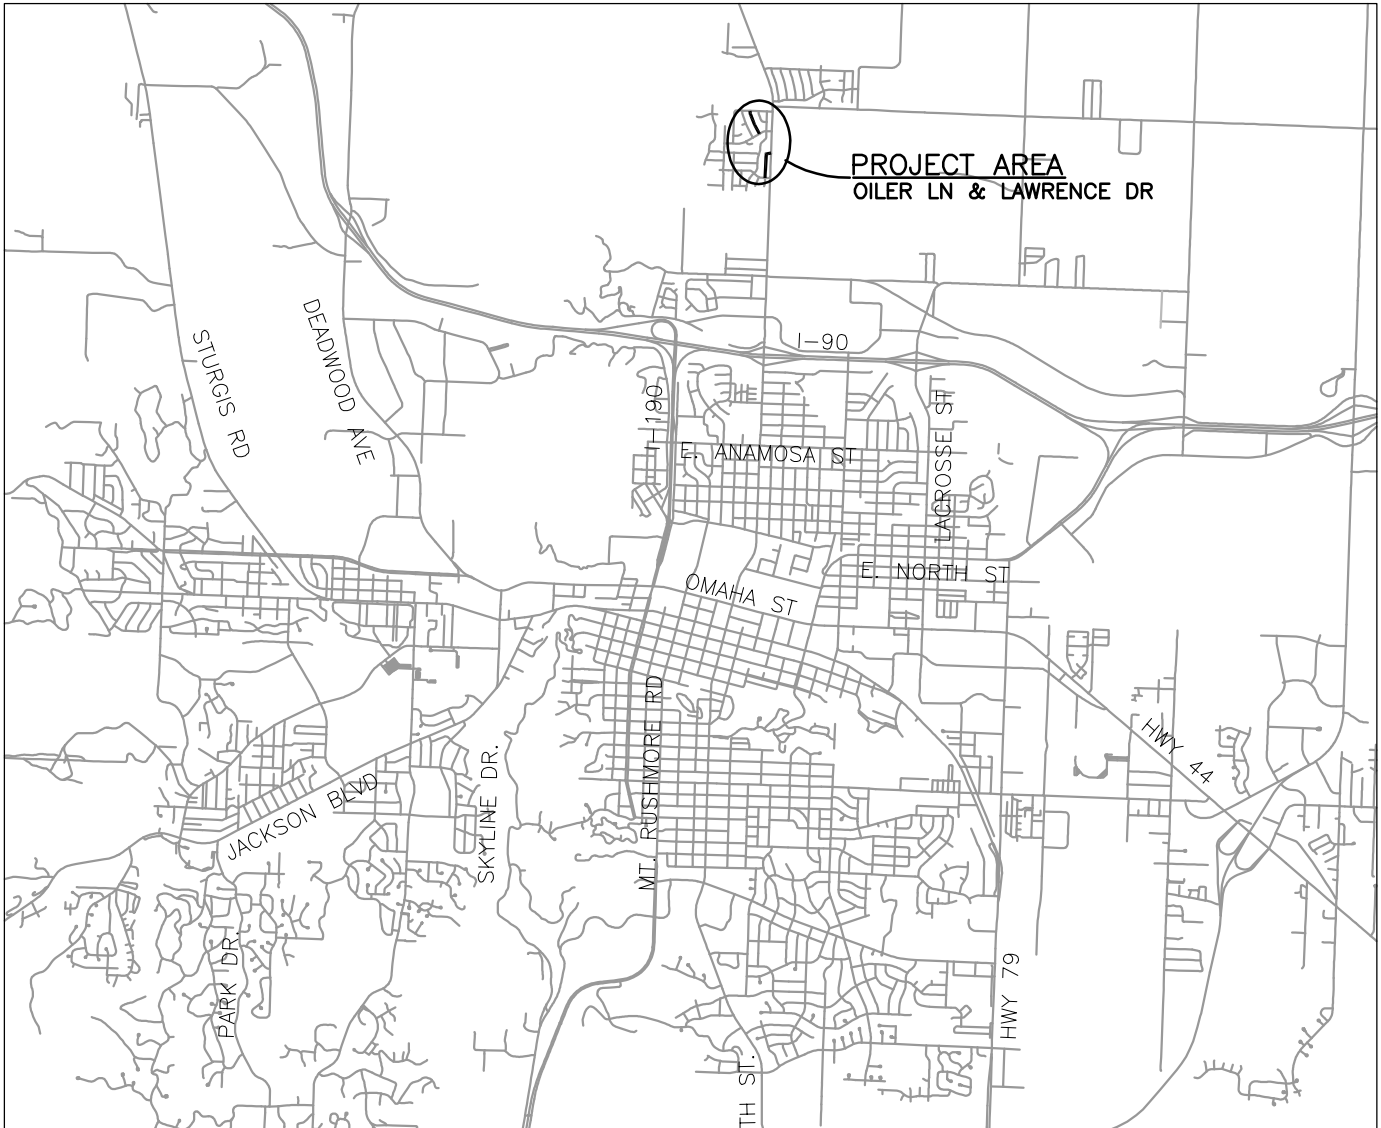 PROJECT AREA
OILER LN & LAWRENCE DR
I-90
DEADWOOD AVE
STURGIS RD
I-190
LACROSSE ST
E. ANAMOSA ST
E. NORTH ST
OMAHA ST
MT. RUSHMORE RD
HWY 44
SKYLINE DR.
JACKSON BLVD
PARK DR.
HWY 79
TH ST.